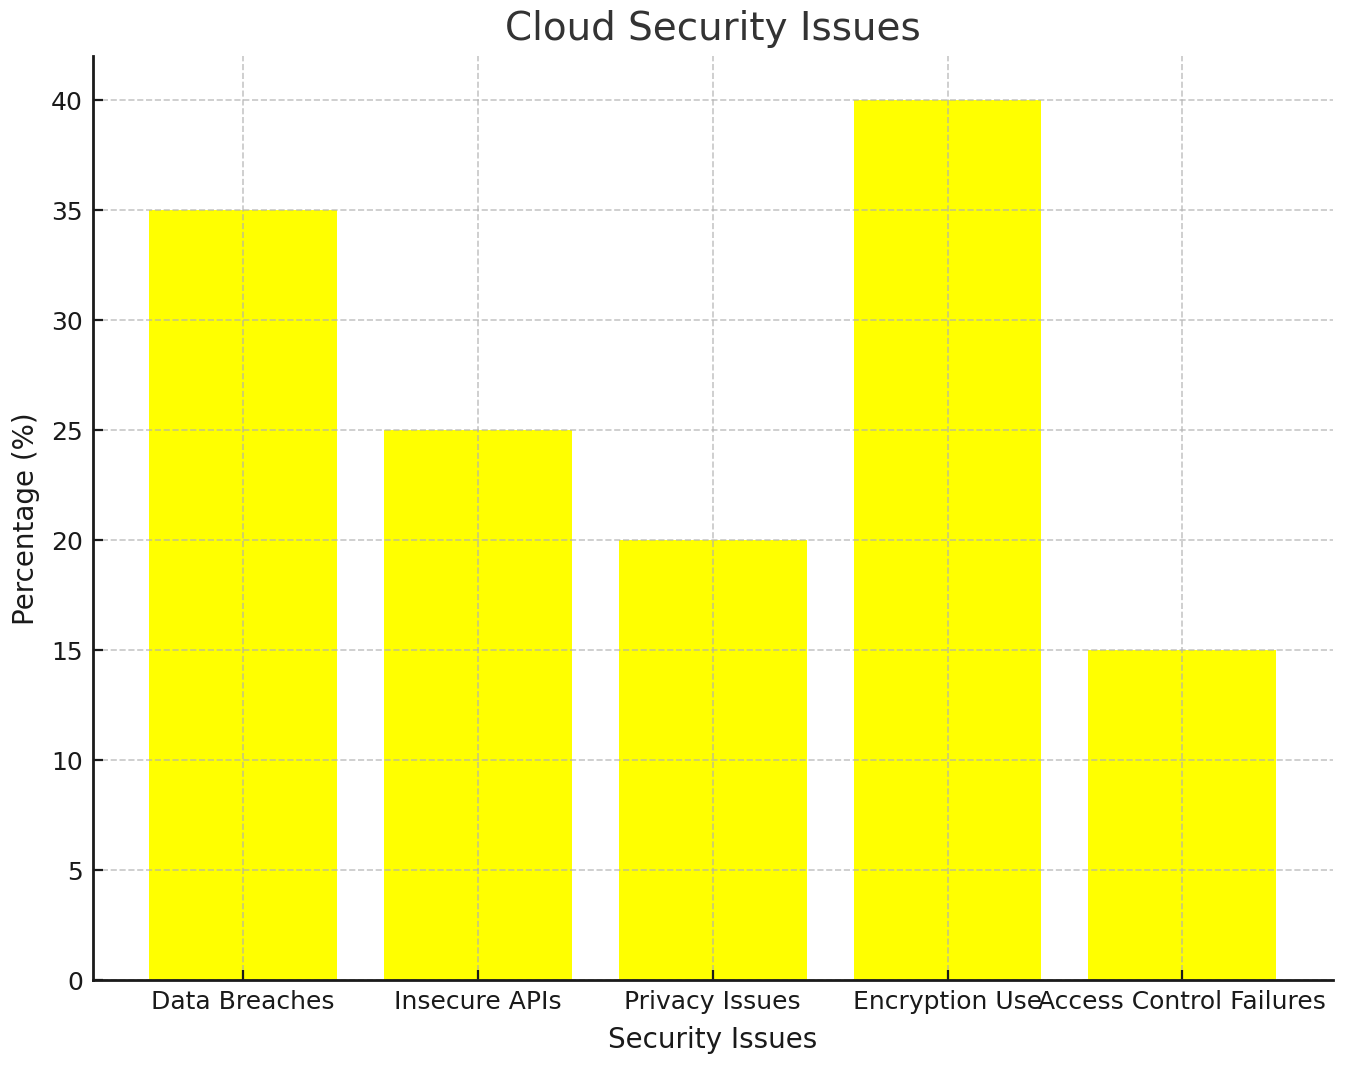 Cloud Security Issues
40
35
30
25
20
15
10
5
0
Percentage (%)
Data Breaches Insecure APIs Privacy Issues Encryption Use Access Control Failures
Security Issues